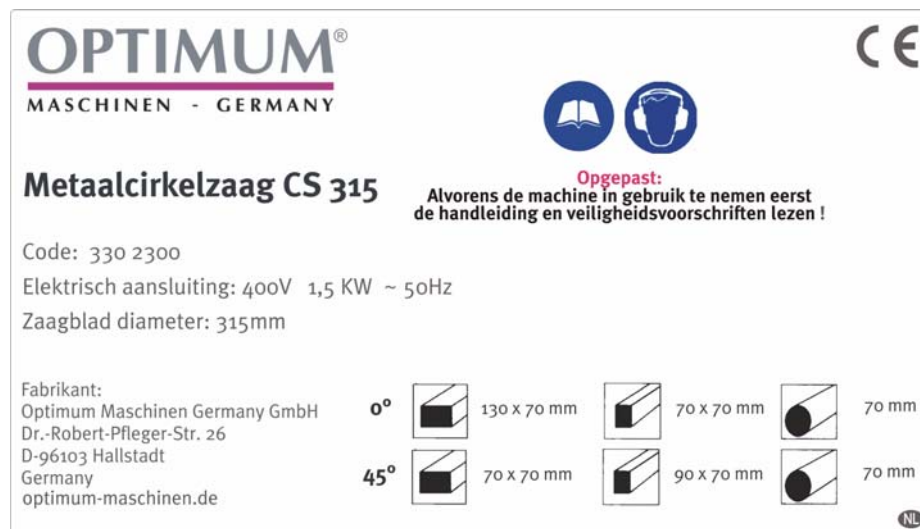 OPTIMUM®
MASCHINEN - GERMANY
CE
Metaalcirkelzaag CS 315
Opgepast:
Alvorens de machine in gebruik te nemen eerst
de handleiding en veiligheidsvoorschriften lezen !
Code: 330 2300
Elektrisch aansluiting: 400V 1,5 KW ~ 50Hz
Zaagblad diameter: 315mm
Fabrikant:
Optimum Maschinen Germany GmbH
Dr.-Robert-Pfleger-Str. 26
D-96103 Hallstadt
Germany
optimum-maschinen.de
0° 130 x 70 mm 70 x 70 mm 70 mm
45° 70 x 70 mm 90 x 70 mm 70 mm
NL